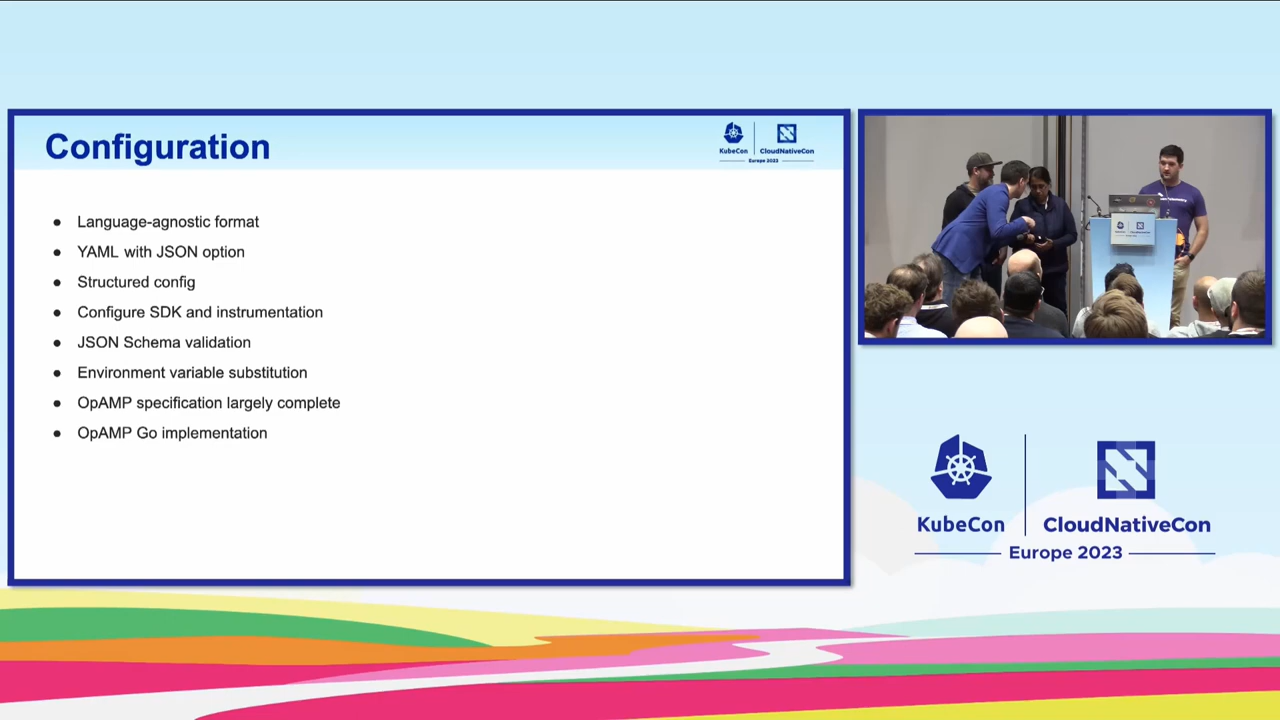 Configuration
KubeCon
CloudNativeCon
Europe 2023
Language-agnostic format
YAML with JSON option
Structured config
Configure SDK and instrumentation
JSON Schema validation
Environment variable substitution
OpAMP specification largely complete
OpAMP Go implementation
KubeCon
CloudNativeCon
Europe 2023